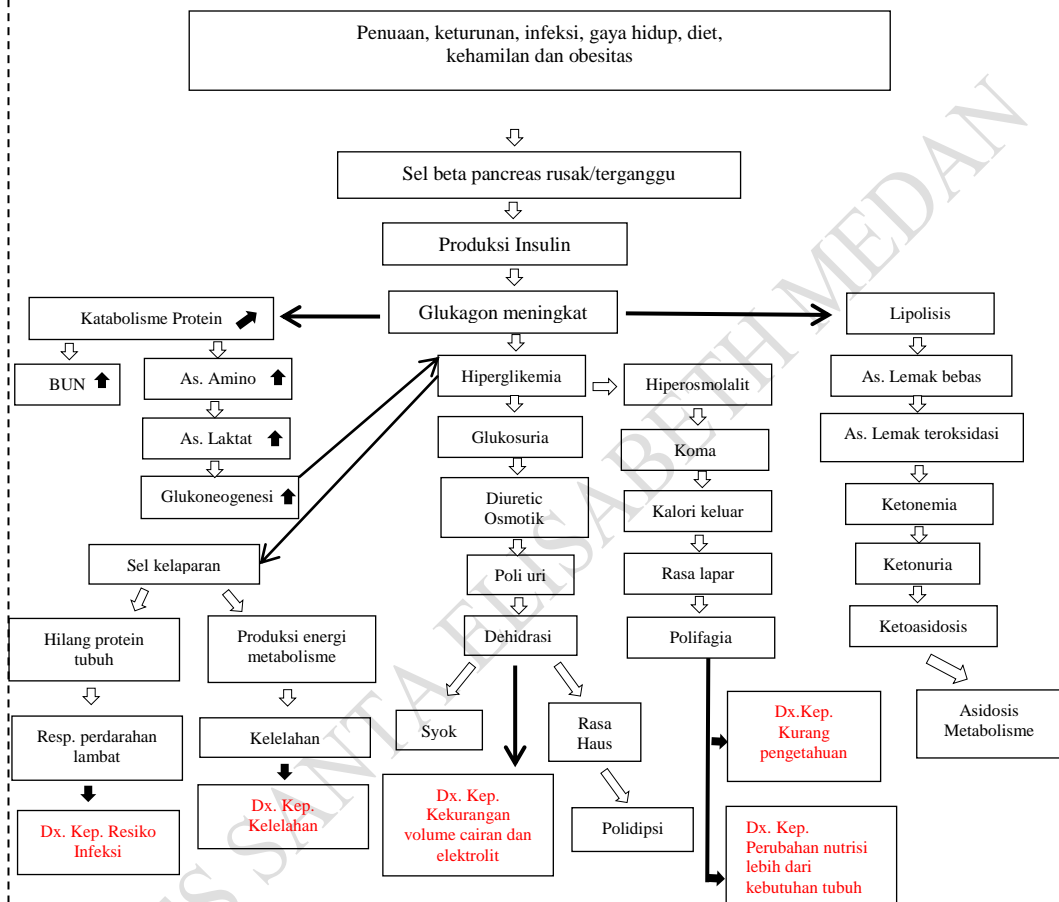 Penuaan, keturunan, infeksi, gaya hidup, diet,
kehamilan dan obesitas
Sel beta pancreas rusak/terganggu
Produksi Insulin
Katabolisme Protein
Glukagon meningkat
Lipolisis
BUN
As. Amino
Hiperglikemia
Hiperosmolalit
As. Lemak bebas
As. Laktat
Glukosuria
Koma
As. Lemak teroksidasi
Glukoneogenesi
Diuretic
Osmotik
Kalori keluar
Ketonemia
Sel kelaparan
Poli uri
Rasa lapar
Ketonuria
Hilang protein
tubuh
Produksi energi
metabolisme
Dehidrasi
Polifagia
Ketoasidosis
Resp. perdarahan
lambat
Kelelahan
Syok
Rasa
Haus
Dx.Kep.
Kurang
pengetahuan
Asidosis
Metabolisme
Dx. Kep. Resiko
Infeksi
Dx. Kep.
Kelelahan
Dx. Kep.
Kekurangan
volume cairan dan
elektrolit
Polidipsi
Dx. Kep.
Perubahan nutrisi
lebih dari
kebutuhan tubuh
ES SANTA ELISABETH MEDAN